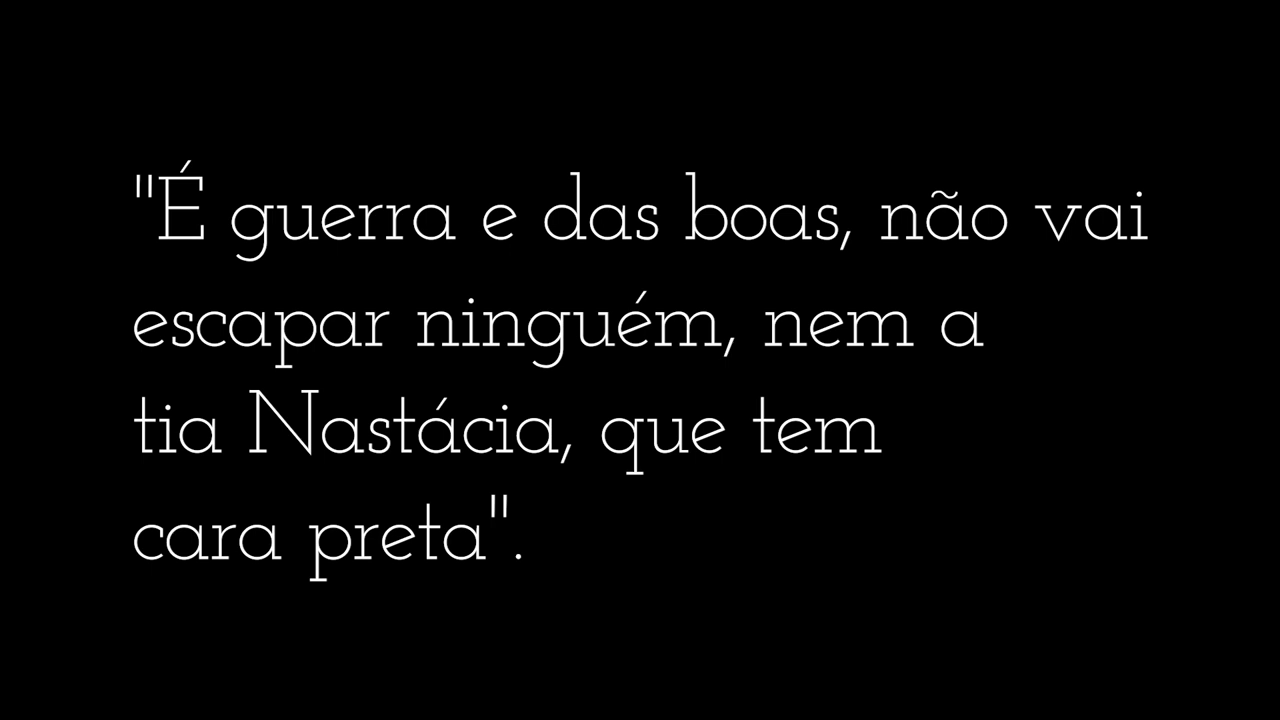 "É guerra e das boas, não vai
escapar ninguém, nem a
tia Nastácia, que tem
cara preta".